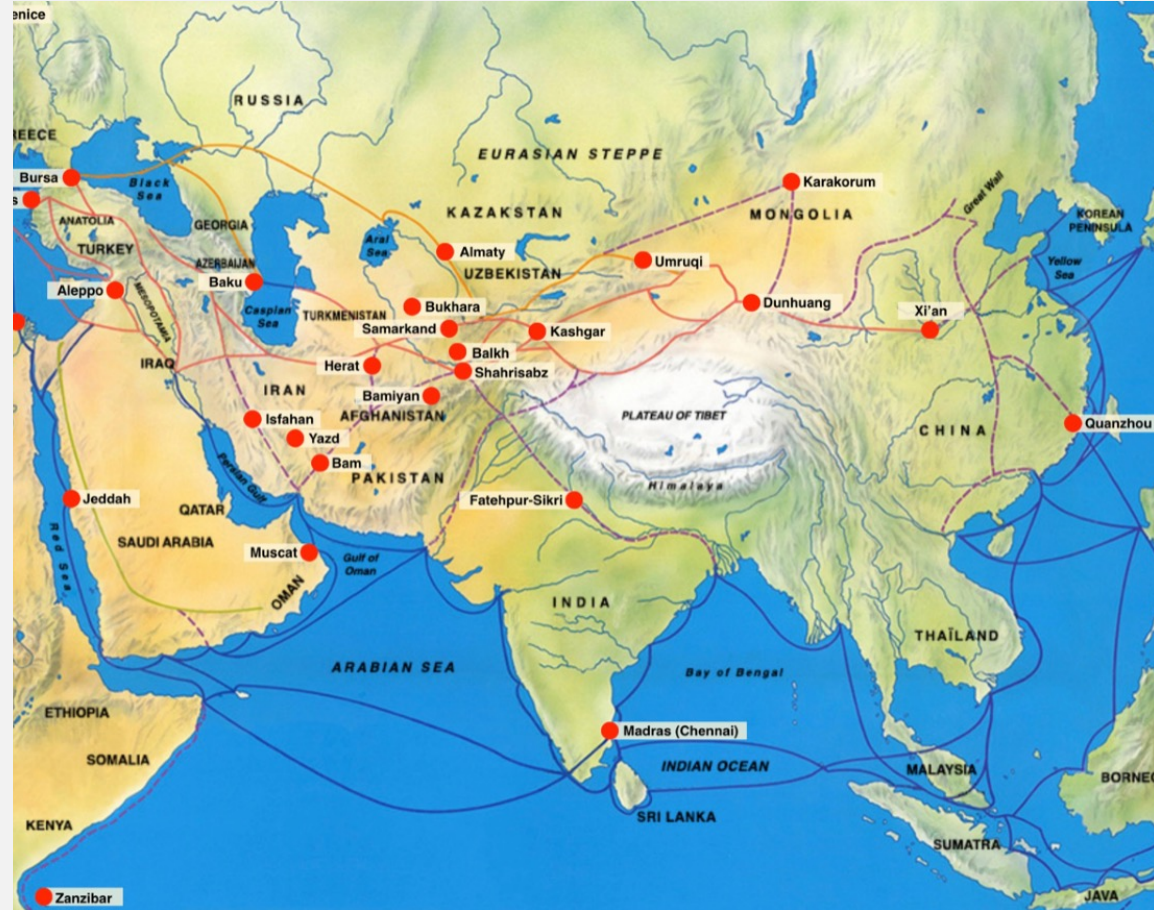 enice
RUSSIA
REECE
EURASIAN STEPPE
Bursa
Black
Sea
Karakorum
Great Wall
s
ANATOLIA
GEORGIA
KAZAKSTAN
MONGOLIA
KOREAN
PENINSULA
TURKEY
Aral
Sea
Almaty
Umruqi
AZERBAIJAN
UZBEKISTAN
Yellow
Sea
Aleppo
Baku
MESOPOTAMIA
Caspian
Sea
TURKMENISTAN
Bukhara
Dunhuang
Xi'an
Samarkand
Kashgar
Balkh
IRAQ
Herat
Shahrisabz
IRAN
Bamiyan
AFGHANISTAN
PLATEAU OF TIBET
Isfahan
CHINA
Quanzhou
Yazd
Bam
Persian Gulf
PAKISTAN
Himalaya
Jeddah
QATAR
Fatehpur-Sikri
Red Sea
SAUDI ARABIA
Muscat
Gulf of
Oman
OMAN
INDIA
THAÏLAND
ARABIAN SEA
Bay of Bengal
ETHIOPIA
Madras (Chennai)
SOMALIA
INDIAN OCEAN
MALAYSIA
BORNEO
SRI LANKA
KENYA
SUMATRA
Zanzibar
JAVA